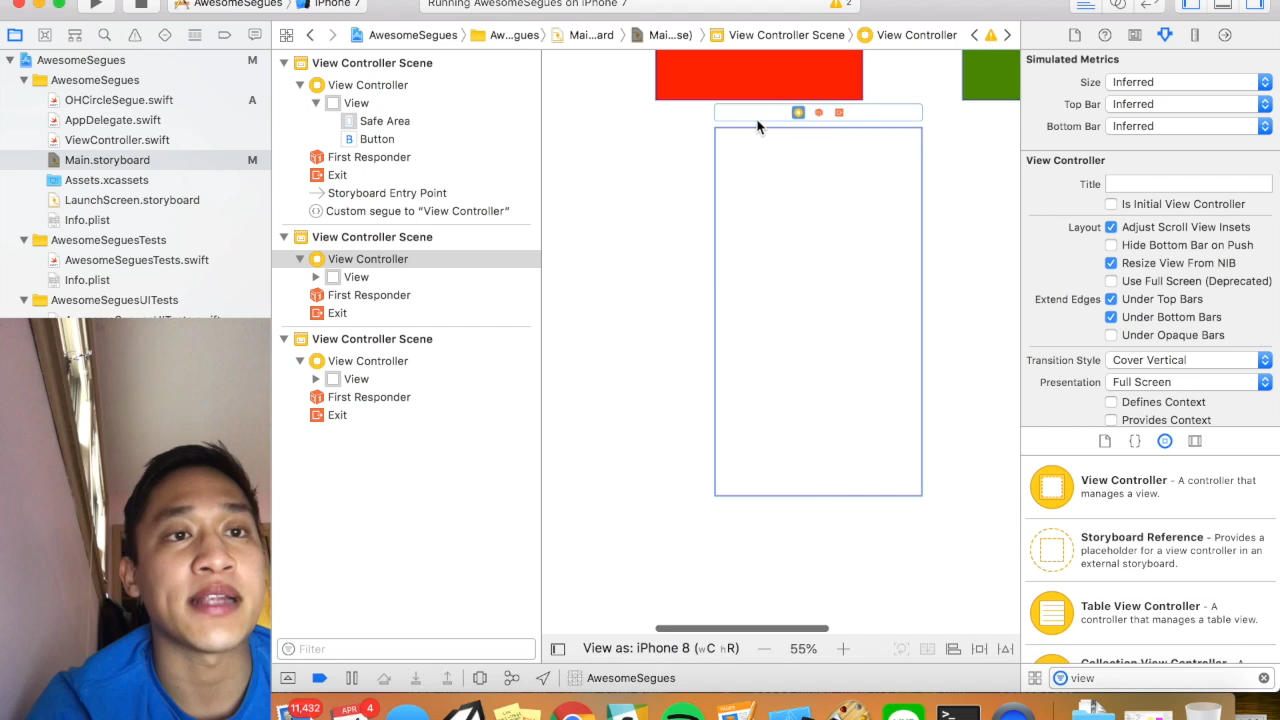 AwesomeSegues
iPhone 7
Running AwesomeSegues on iPhone 7
2
AwesomeSegues
Aw...gues
Mai...ard
Mai...se)
View Controller Scene
View Controller
AwesomeSegues M
AwesomeSegues
OHCircleSegue.swift A
AppDelegate.swift
ViewController.swift
Main.storyboard M
Assets.xcassets
LaunchScreen.storyboard
Info.plist
AwesomeSeguesTests
AwesomeSeguesTests.swift
Info.plist
AwesomeSeguesUITests
View Controller Scene
View Controller
View
Safe Area
B Button
First Responder
Exit
Storyboard Entry Point
Custom segue to “View Controller”
View Controller Scene
View Controller
View
First Responder
Exit
View Controller Scene
View Controller
View
First Responder
Exit
Filter
View as: iPhone 8 (wC hR)
55%
AwesomeSegues
Simulated Metrics
Size Inferred
Top Bar Inferred
Bottom Bar Inferred
View Controller
Title
Is Initial View Controller
Layout Adjust Scroll View Insets
Hide Bottom Bar on Push
Resize View From NIB
Use Full Screen (Deprecated)
Extend Edges Under Top Bars
Under Bottom Bars
Under Opaque Bars
Transition Style Cover Vertical
Presentation Full Screen
Defines Context
Provides Context
View Controller - A controller that
manages a view.
Storyboard Reference - Provides a
placeholder for a view controller in an
external storyboard.
Table View Controller - A
controller that manages a table view.
Collection View Controller - A
view
11,432
APR
4